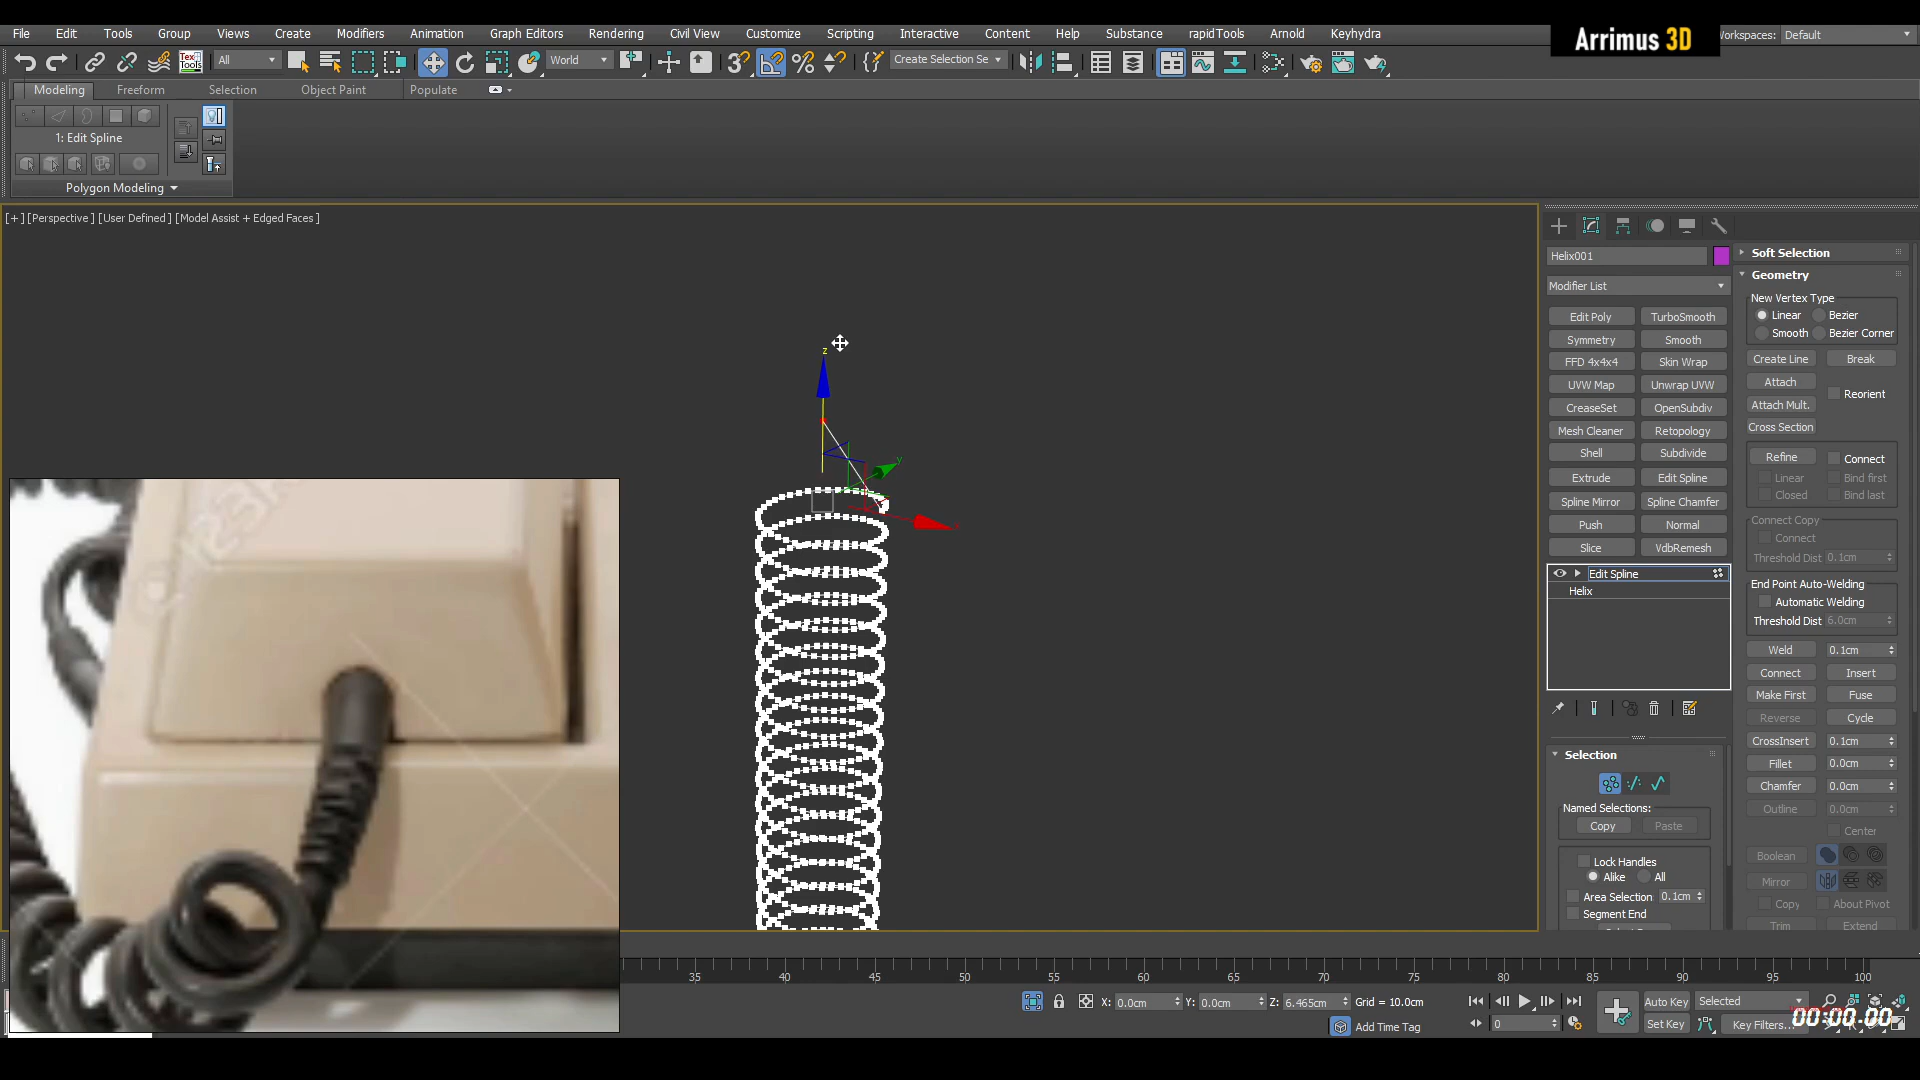 File Edit Tools Group Views Create Modifiers Animation Graph Editors Rendering Civil View Customize Scripting Interactive Content Help Substance rapidTools Arnold Keyhydra
Arrimus 3D
Workspaces: Default
All
World
Create Selection Se
Modeling Freeform Selection Object Paint Populate
1: Edit Spline
Polygon Modeling
[+] [Perspective] [User Defined] [Model Assist + Edged Faces]
z
y
x
Helix001
Modifier List
Edit Poly TurboSmooth
Symmetry Smooth
FFD 4x4x4 Skin Wrap
UVW Map Unwrap UVW
CreaseSet OpenSubdiv
Mesh Cleaner Retopology
Shell Subdivide
Extrude Edit Spline
Spline Mirror Spline Chamfer
Push Normal
Slice VdbRemesh
Edit Spline
Helix
Selection
Named Selections:
Copy Paste
Lock Handles
Alike All
Area Selection 0.1cm
Segment End
Soft Selection
Geometry
New Vertex Type
Linear Bezier
Smooth Bezier Corner
Create Line Break
Attach
Reorient
Attach Mult.
Cross Section
Refine Connect
Linear Bind first
Closed Bind last
Connect Copy
Connect
Threshold Dist 0.1cm
End Point Auto-Welding
Automatic Welding
Threshold Dist 6.0cm
Weld 0.1cm
Connect Insert
Make First Fuse
Reverse Cycle
CrossInsert 0.1cm
Fillet 0.0cm
Chamfer 0.0cm
Outline 0.0cm
Center
Boolean
Mirror
Copy About Pivot
Trim Extend
35 40 45 50 55 60 65 70 75 80 85 90 95 100
X: 0.0cm Y: 0.0cm Z: 6.465cm Grid = 10.0cm
Add Time Tag
0
Auto Key Selected
Set Key Key Filters...
00:00.00